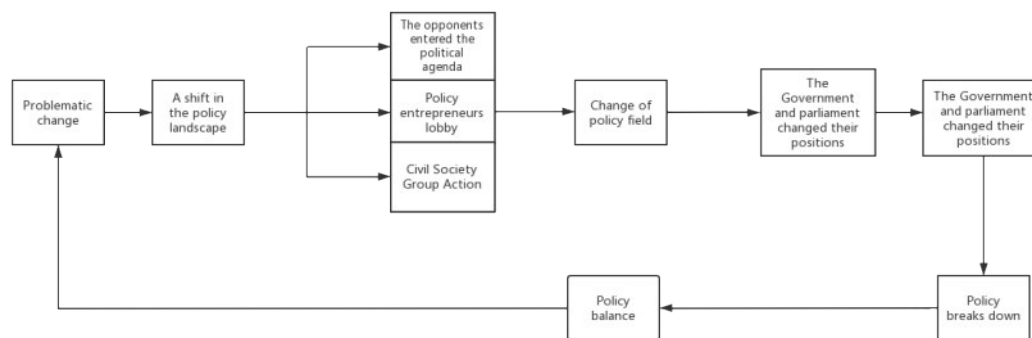 Problematic
change
A shift in
the policy
landscape
The opponents
entered the
political
agenda
Policy
entrepreneurs
lobby
Civil Society
Group Action
Change of
policy field
The
Government
and parliament
changed their
positions
The Government
and parliament
changed their
positions
Policy
balance
Policy
breaks down